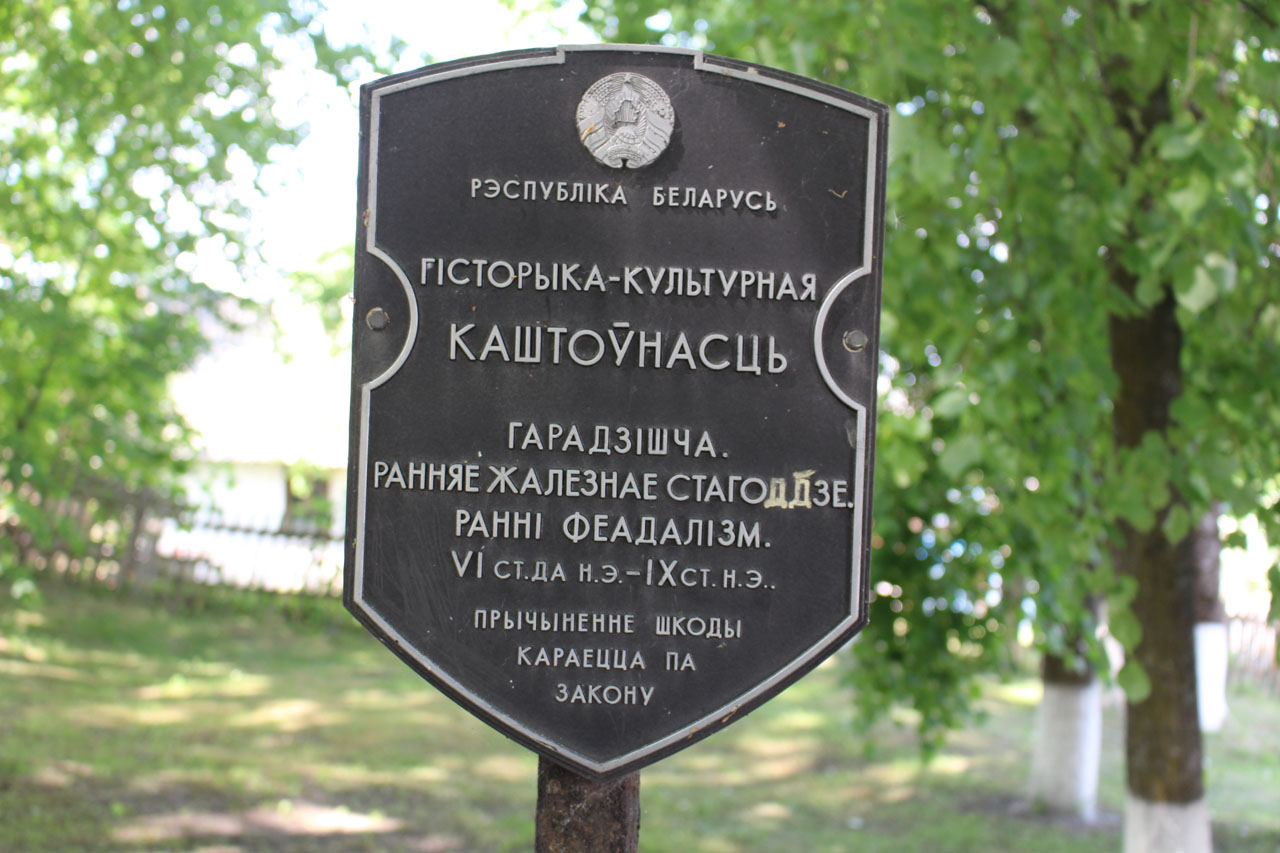 РЭСПУБЛІКА БЕЛАРУСЬ
ГІСТОРЫКА-КУЛЬТУРНАЯ
КАШТОЎНАСЦЬ
ГАРАДЗІШЧА.
РАННЯЕ ЖАЛЕЗНАЕ СТАГОДДЗЕ.
РАННІ ФЕАДАЛІЗМ.
VI СТ.ДА Н.Э.–IXСТ. Н.Э..
ПРЫЧЫНЕННЕ ШКОДЫ
КАРАЕЦЦА ПА
ЗАКОНУ